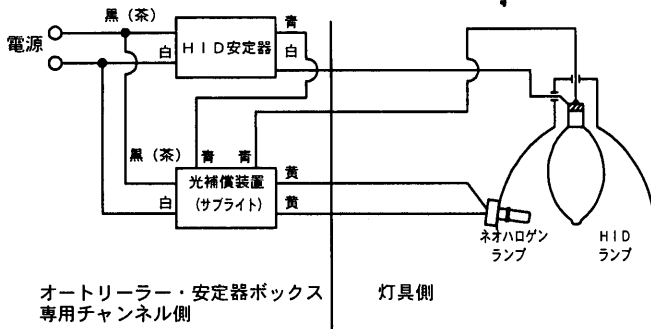 黒（茶）
青
電源
白
HID安定器
白
黒（茶）
青
青
光補償装置
（サブライト）
黄
白
黄
ネオハロゲン
ランプ
HID
ランプ
オートリーラー・安定器ボックス
専用チャンネル側
灯具側